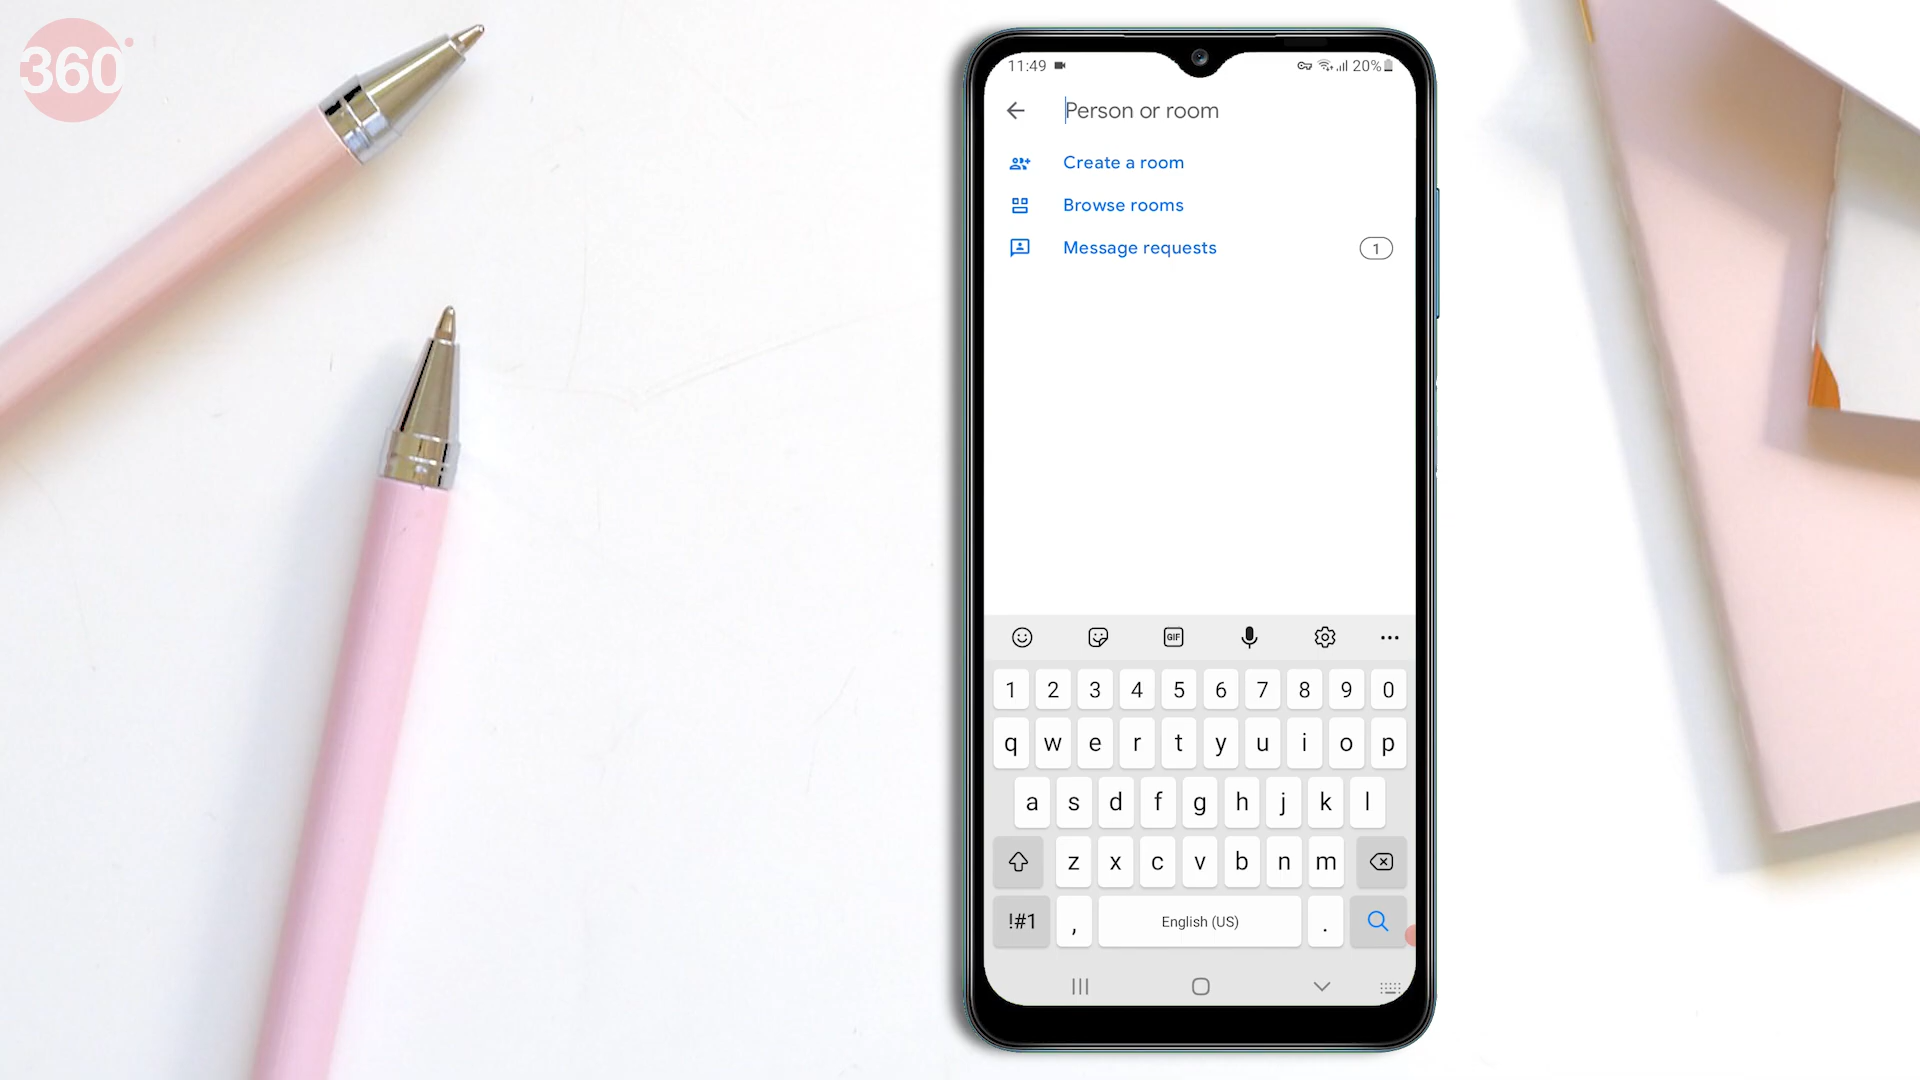 360
11:49
20%
Person or room
Create a room
Browse rooms
Message requests
1
GIF
1 2 3 4 5 6 7 8 9 0
q w e r t y u i o p
a s d f g h j k l
z x c v b n m
!#1 , English (US) .